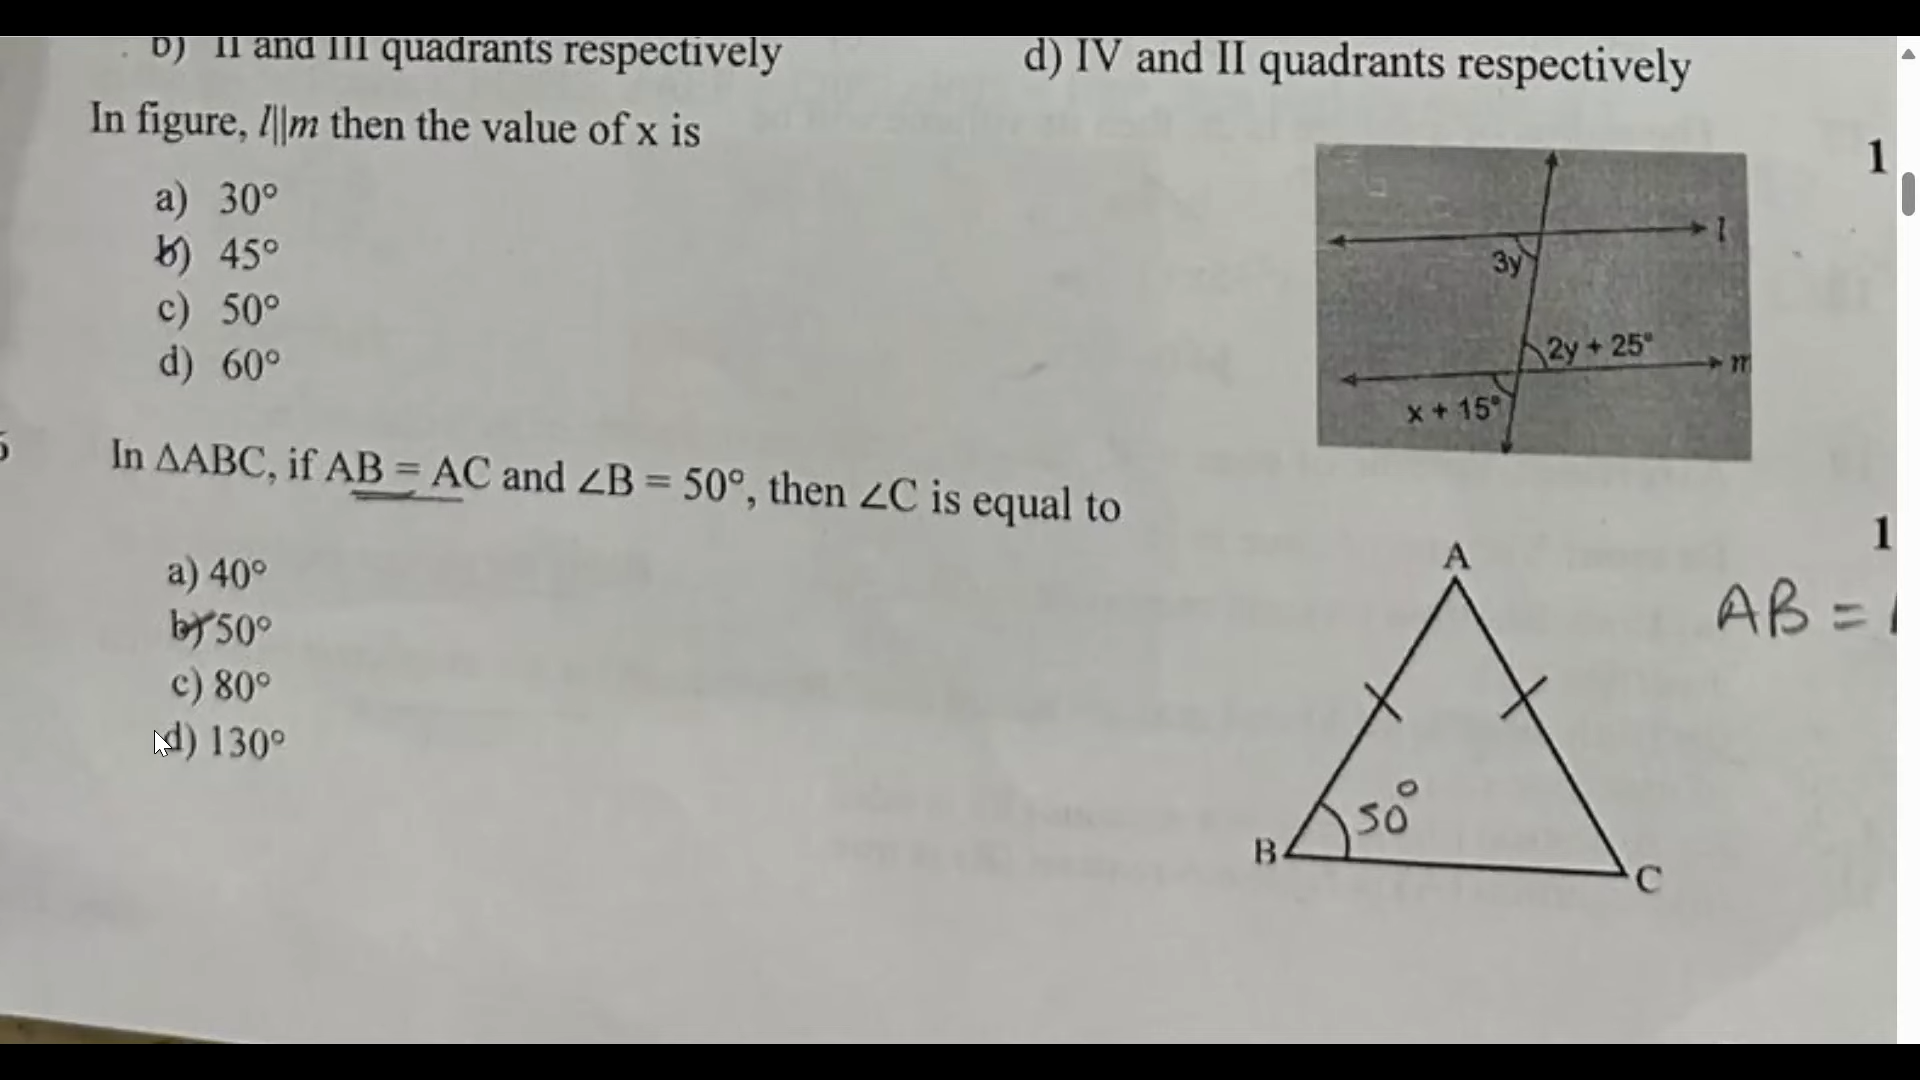 b) II and III quadrants respectively
d) IV and II quadrants respectively
In figure, l||m then the value of x is
1
a) 30°
b) 45°
c) 50°
d) 60°
l
3y
2y + 25°
m
x + 15°
In ΔABC, if AB = AC and ∠B = 50°, then ∠C is equal to
1
a) 40°
b) 50°
c) 80°
d) 130°
A
AB =
50°
B
C